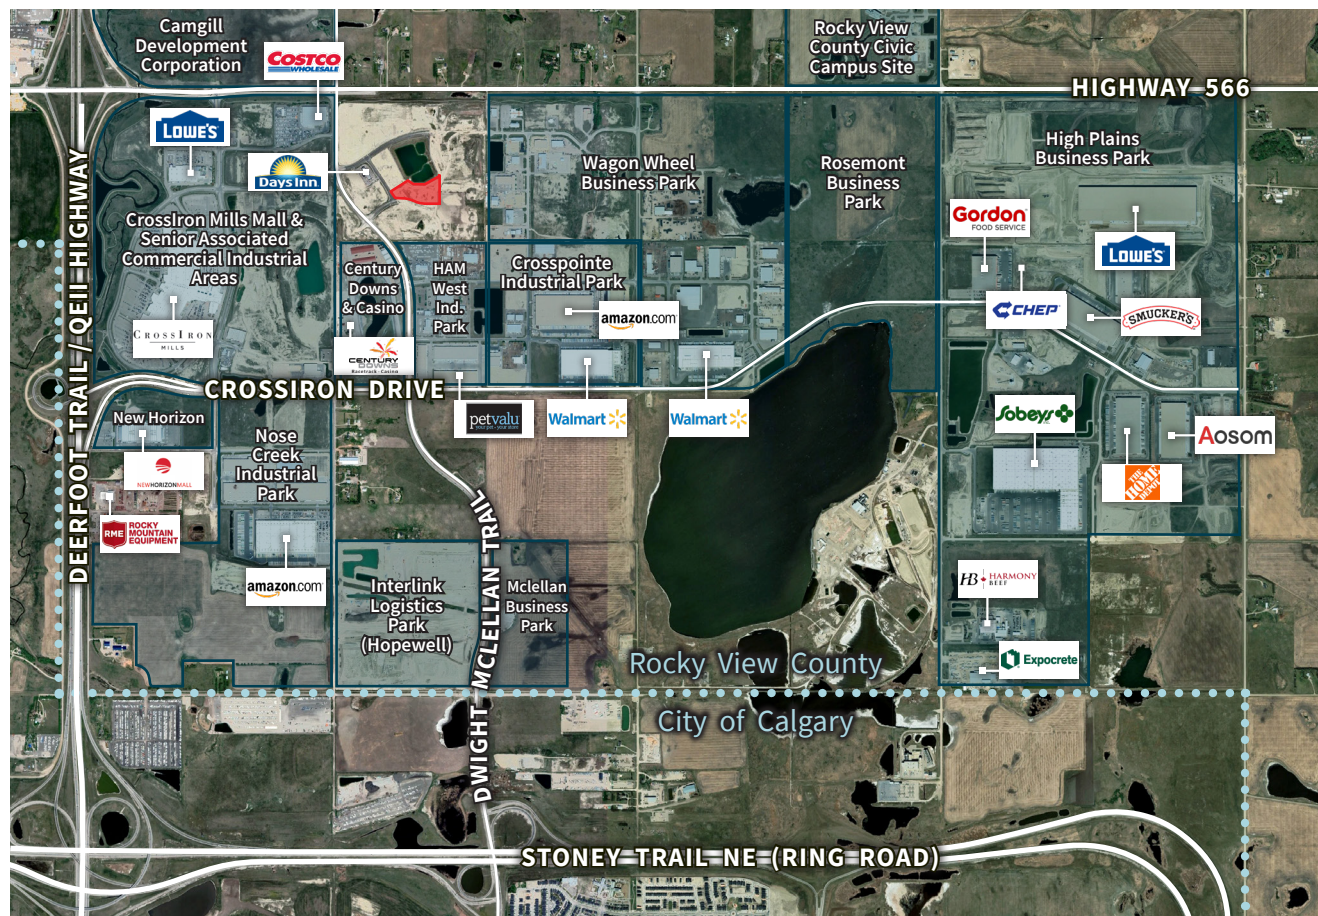 Camgill
Development
Corporation
COSTCO
WHOLESALE
Rocky View
County Civic
Campus Site
HIGHWAY 566
LOWE'S
Days Inn
Wagon Wheel
Business Park
Rosemont
Business
Park
High Plains
Business Park
CrossIron Mills Mall &
Senior Associated
Commercial Industrial
Areas
Gordon
FOOD SERVICE
LOWE'S
Century
Downs
& Casino
HAM
West
Ind.
Park
Crosspointe
Industrial Park
amazon.com
CHEP
SMUCKER'S
CROSSIRON
MILLS
CENTURY
DOWNS
Racetrack · Casino
DEERFOOT TRAIL / QEII HIGHWAY
CROSSIRON DRIVE
New Horizon
petvalu
your pet · your store
Walmart
Walmart
Sobeys
Aosom
Nose
Creek
Industrial
Park
NEWHORIZONMALL
THE
HOME
DEPOT
RME
ROCKY
MOUNTAIN
EQUIPMENT
amazon.com
DWIGHT MCLELLAN TRAIL
Interlink
Logistics
Park
(Hopewell)
Mclellan
Business
Park
HB HARMONY
BEEF
Expocrete
Rocky View County
City of Calgary
STONEY TRAIL NE (RING ROAD)